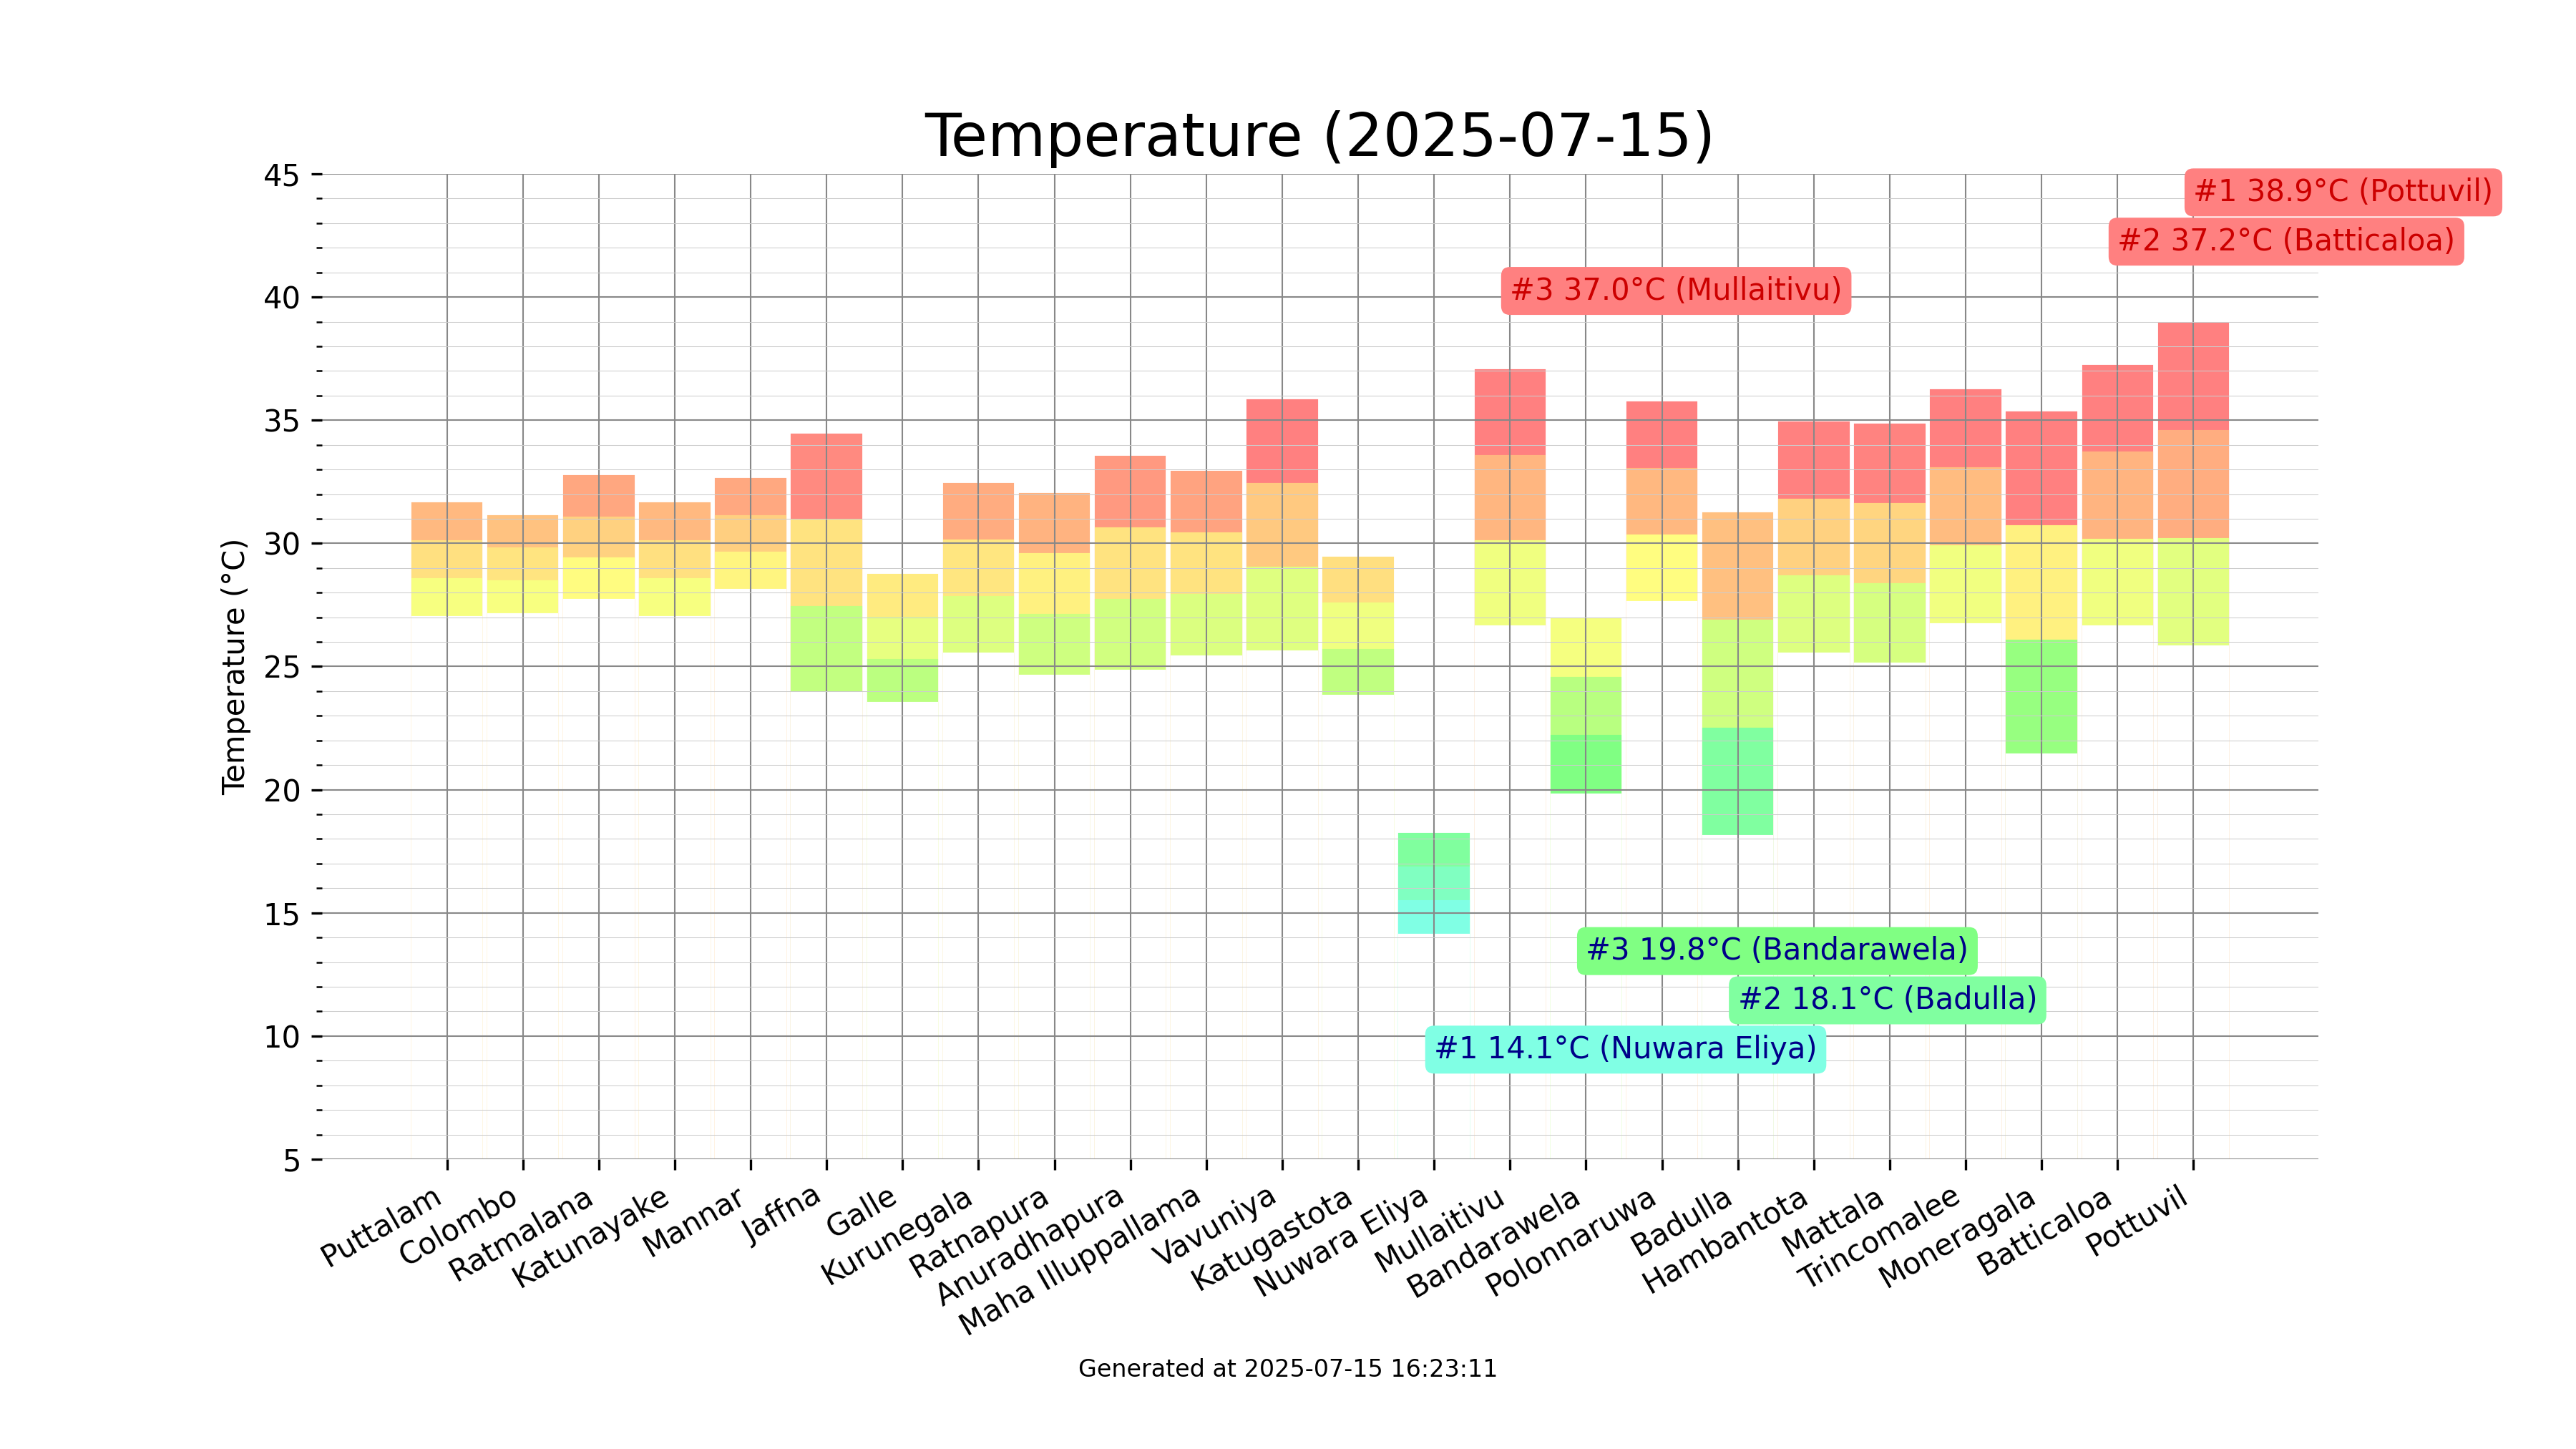 Temperature (2025-07-15)
45
40
35
30
25
20
15
10
5
Temperature (°C)
#1 38.9°C (Pottuvil)
#2 37.2°C (Batticaloa)
#3 37.0°C (Mullaitivu)
#3 19.8°C (Bandarawela)
#2 18.1°C (Badulla)
#1 14.1°C (Nuwara Eliya)
Puttalam
Colombo
Ratmalana
Katunayake
Mannar
Jaffna
Galle
Kurunegala
Ratnapura
Anuradhapura
Maha Illuppallama
Vavuniya
Katugastota
Nuwara Eliya
Mullaitivu
Bandarawela
Polonnaruwa
Badulla
Hambantota
Mattala
Trincomalee
Moneragala
Batticaloa
Pottuvil
Generated at 2025-07-15 16:23:11